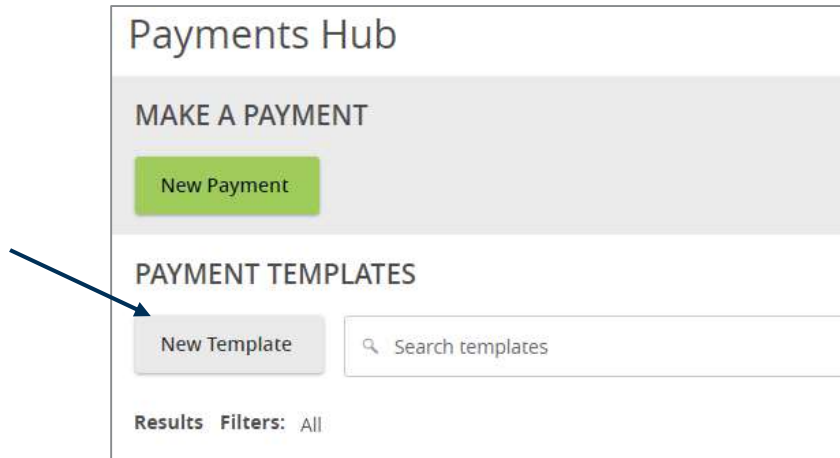 Payments Hub
MAKE A PAYMENT
New Payment
PAYMENT TEMPLATES
New Template
Search templates
Results Filters: All